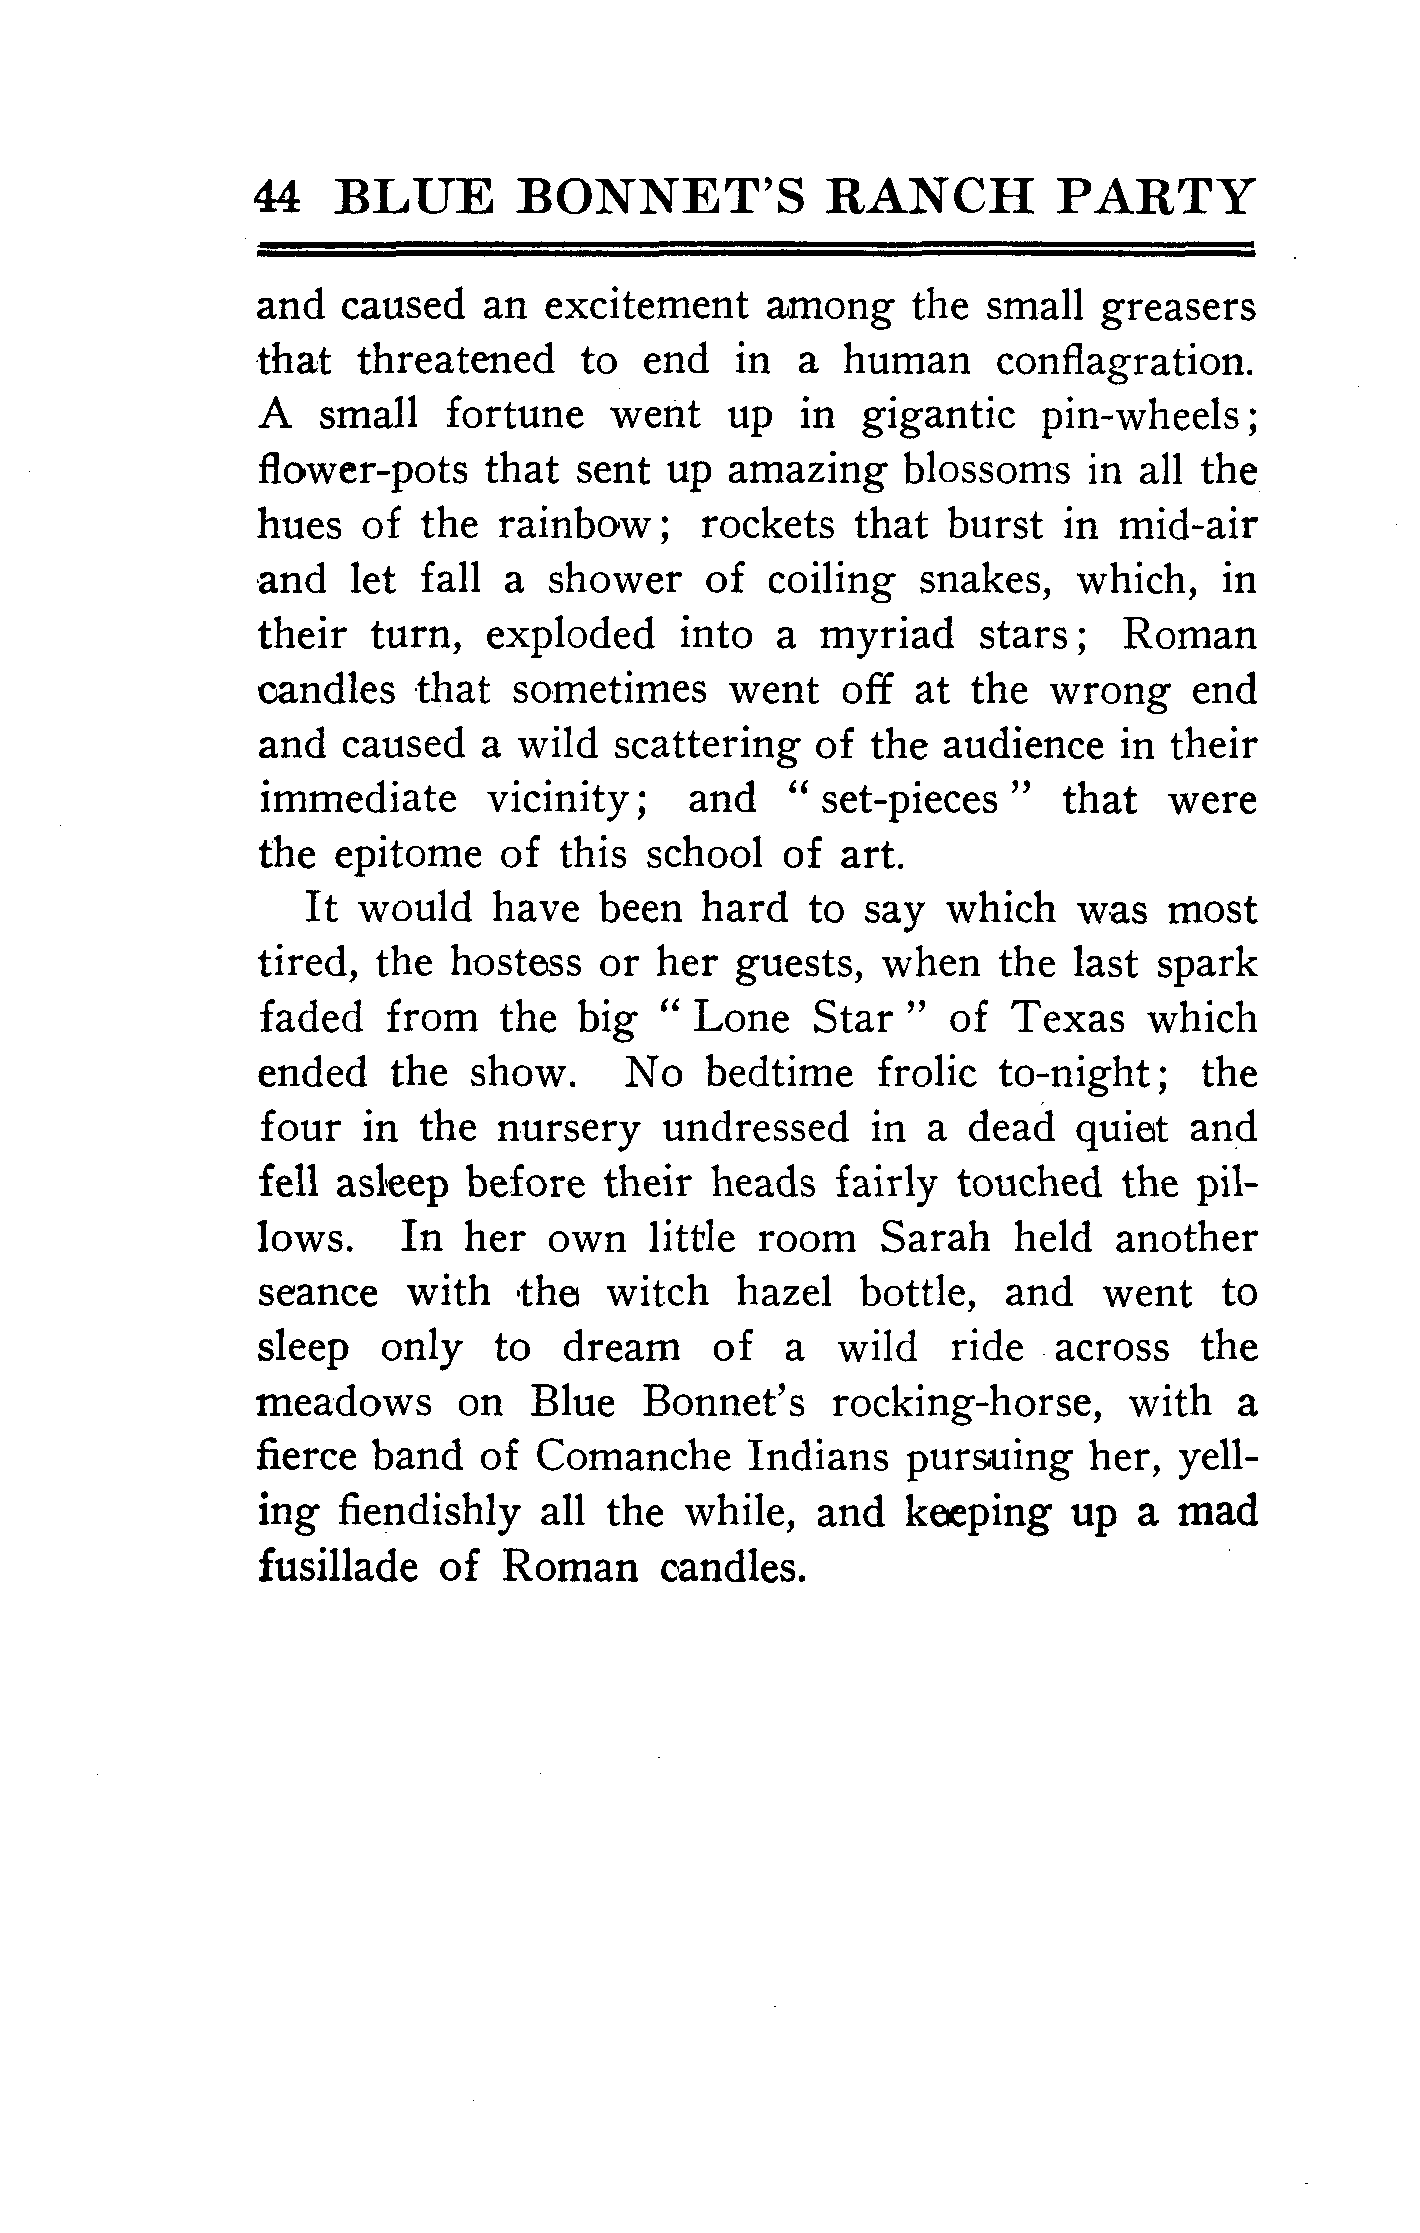 44 BLUE BONNET'S RANCH PARTY
and caused an excitement among the small greasers
that threatened to end in a human conflagration.
A small fortune went up in gigantic pin-wheels;
flower-pots that sent up amazing blossoms in all the
hues of the rainbow; rockets that burst in mid-air
and let fall a shower of coiling snakes, which, in
their turn, exploded into a myriad stars; Roman
candles that sometimes went off at the wrong end
and caused a wild scattering of the audience in their
immediate vicinity; and " set-pieces " that were
the epitome of this school of art.
It would have been hard to say which was most
tired, the hostess or her guests, when the last spark
faded from the big " Lone Star " of Texas which
ended the show. No bedtime frolic to-night; the
four in the nursery undressed in a dead quiet and
fell asleep before their heads fairly touched the pil-
lows. In her own little room Sarah held another
seance with the witch hazel bottle, and went to
sleep only to dream of a wild ride across the
meadows on Blue Bonnet's rocking-horse, with a
fierce band of Comanche Indians pursuing her, yell-
ing fiendishly all the while, and keeping up a mad
fusillade of Roman candles.